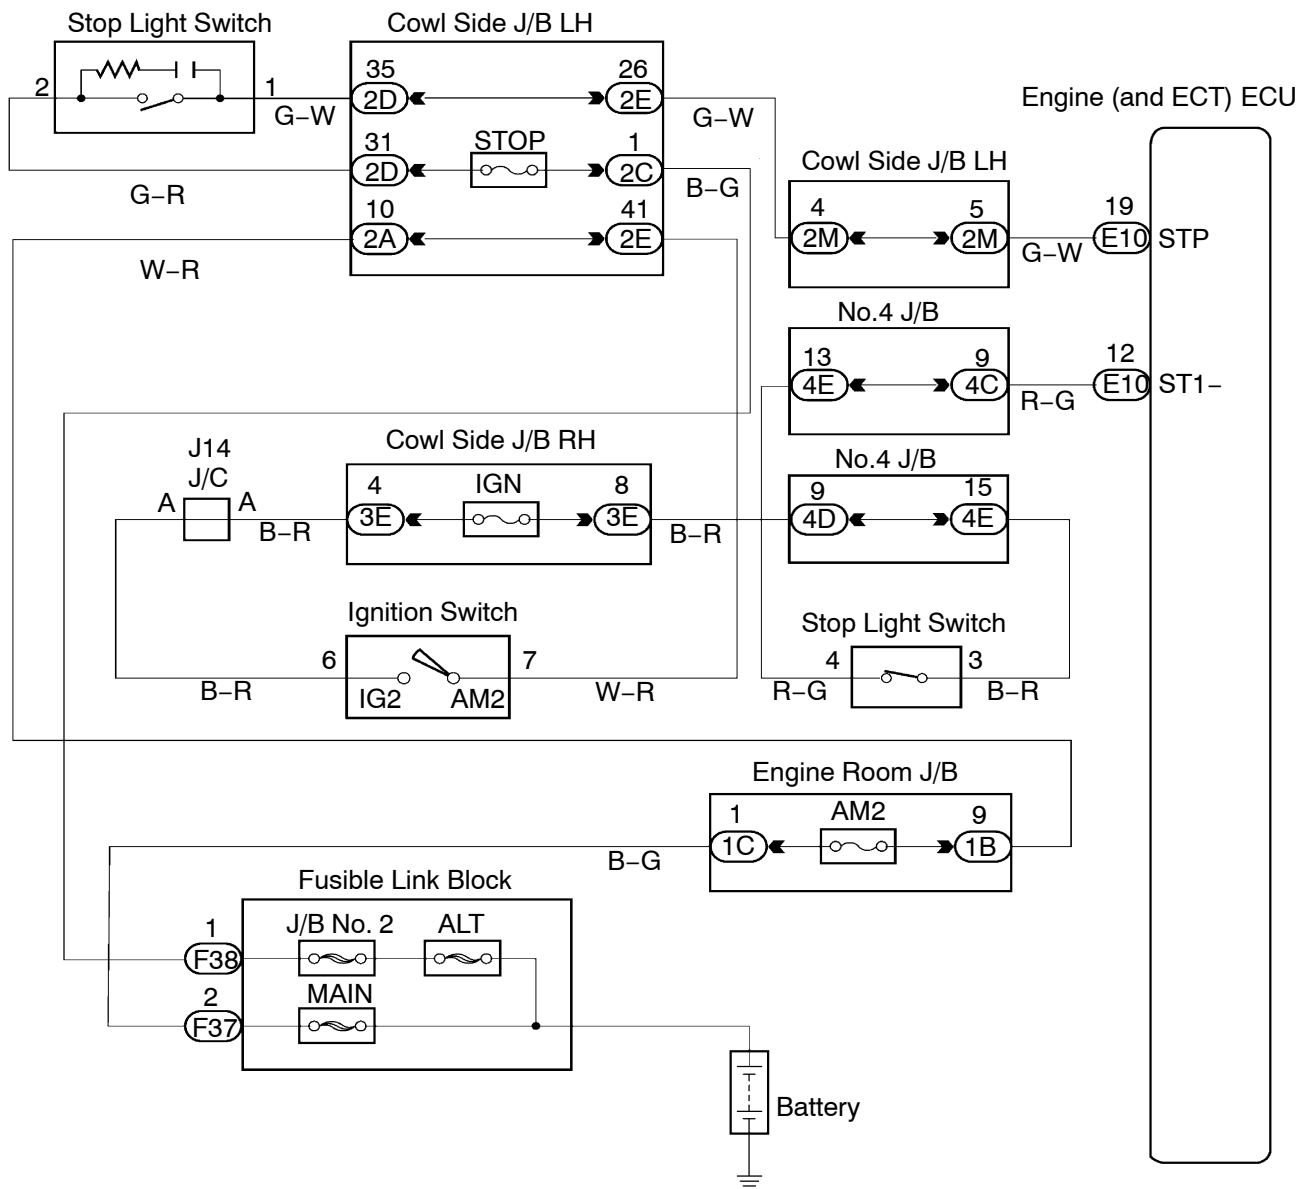 Stop Light Switch
Cowl Side J/B LH
35
26
2
1
2D
2E
G–W
G–W
Engine (and ECT) ECU
31
STOP
1
2D
2C
G–R
B–G
Cowl Side J/B LH
10
41
4
5
19
2A
2E
2M
2M
E10
STP
W–R
G–W
No.4 J/B
13
9
12
4E
4C
E10
ST1–
R–G
J14
J/C
Cowl Side J/B RH
No.4 J/B
A
A
4
IGN
8
9
15
3E
3E
4D
4E
B–R
B–R
Ignition Switch
Stop Light Switch
6
7
4
3
B–R
IG2
AM2
W–R
R–G
B–R
Engine Room J/B
1
AM2
9
1C
1B
B–G
Fusible Link Block
1
J/B No. 2
ALT
F38
2
MAIN
F37
Battery